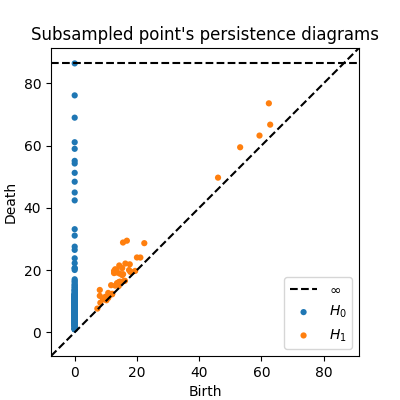 Subsampled point's persistence diagrams
80
60
40
20
0
Death
∞
H₀
H₁
0 20 40 60 80
Birth